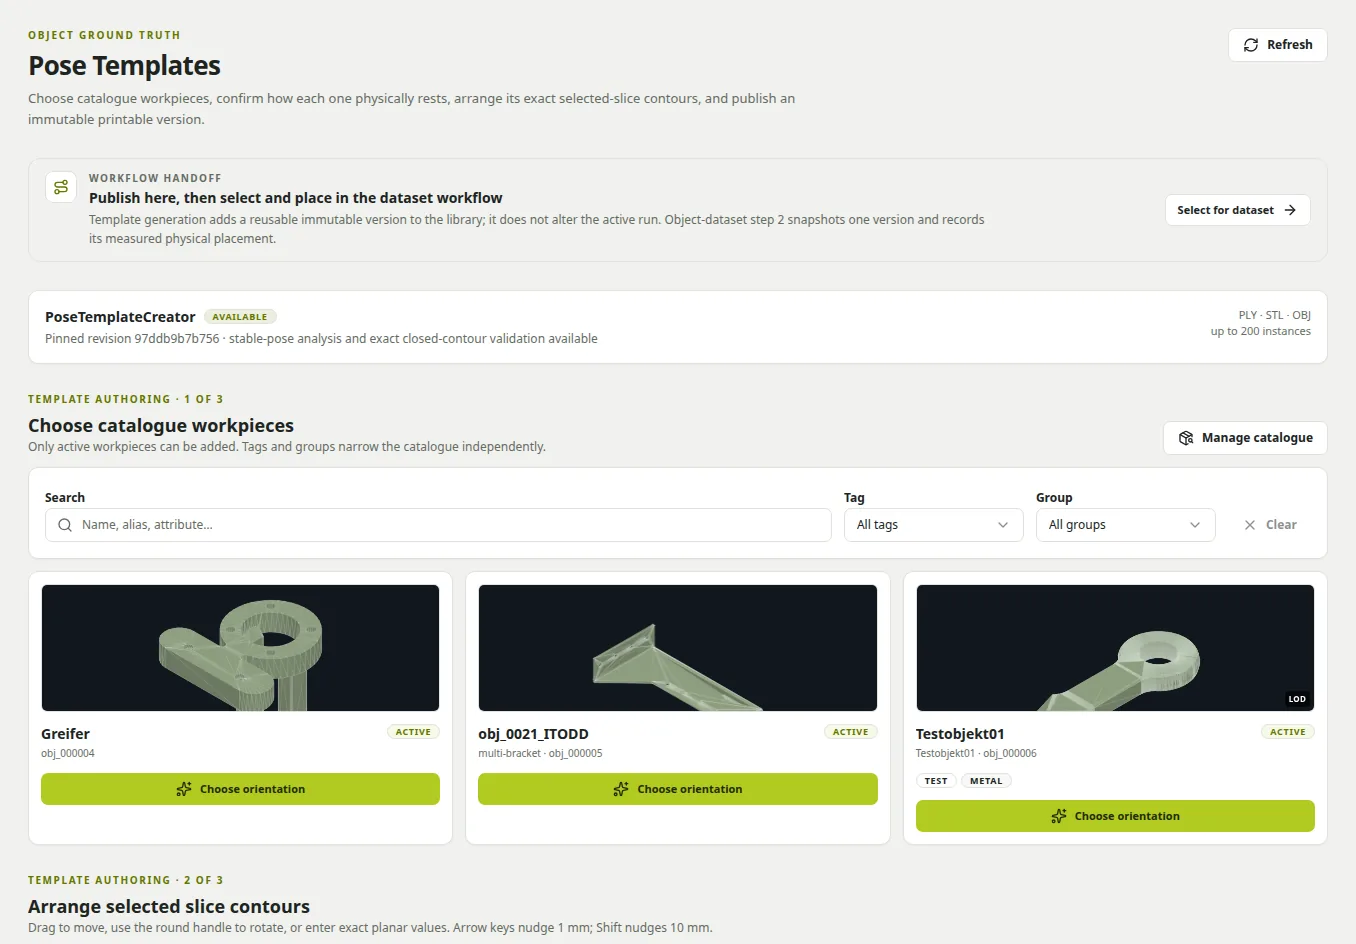 OBJECT GROUND TRUTH
Pose Templates
Refresh
Choose catalogue workpieces, confirm how each one physically rests, arrange its exact selected-slice contours, and publish an
immutable printable version.
WORKFLOW HANDOFF
Publish here, then select and place in the dataset workflow
Template generation adds a reusable immutable version to the library; it does not alter the active run. Object-dataset step 2 snapshots one version and records
its measured physical placement.
Select for dataset
PoseTemplateCreator AVAILABLE
Pinned revision 97ddb9b7b756 · stable-pose analysis and exact closed-contour validation available
PLY · STL · OBJ
up to 200 instances
TEMPLATE AUTHORING · 1 OF 3
Choose catalogue workpieces
Only active workpieces can be added. Tags and groups narrow the catalogue independently.
Manage catalogue
Search
Name, alias, attribute...
Tag
All tags
Group
All groups
Clear
Greifer
ACTIVE
obj_000004
Choose orientation
obj_0021_ITODD
ACTIVE
multi-bracket · obj_000005
Choose orientation
LOD
Testobjekt01
ACTIVE
Testobjekt01 · obj_000006
TEST METAL
Choose orientation
TEMPLATE AUTHORING · 2 OF 3
Arrange selected slice contours
Drag to move, use the round handle to rotate, or enter exact planar values. Arrow keys nudge 1 mm; Shift nudges 10 mm.